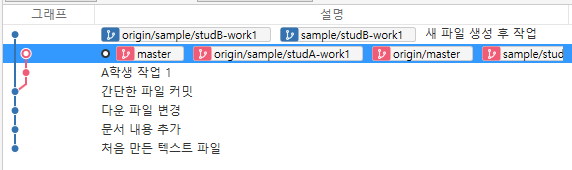 그래프 설명
origin/sample/studB-work1 sample/studB-work1 새 파일 생성 후 작업
master origin/sample/studA-work1 origin/master sample/stud
A학생 작업 1
간단한 파일 커밋
다운 파일 변경
문서 내용 추가
처음 만든 텍스트 파일